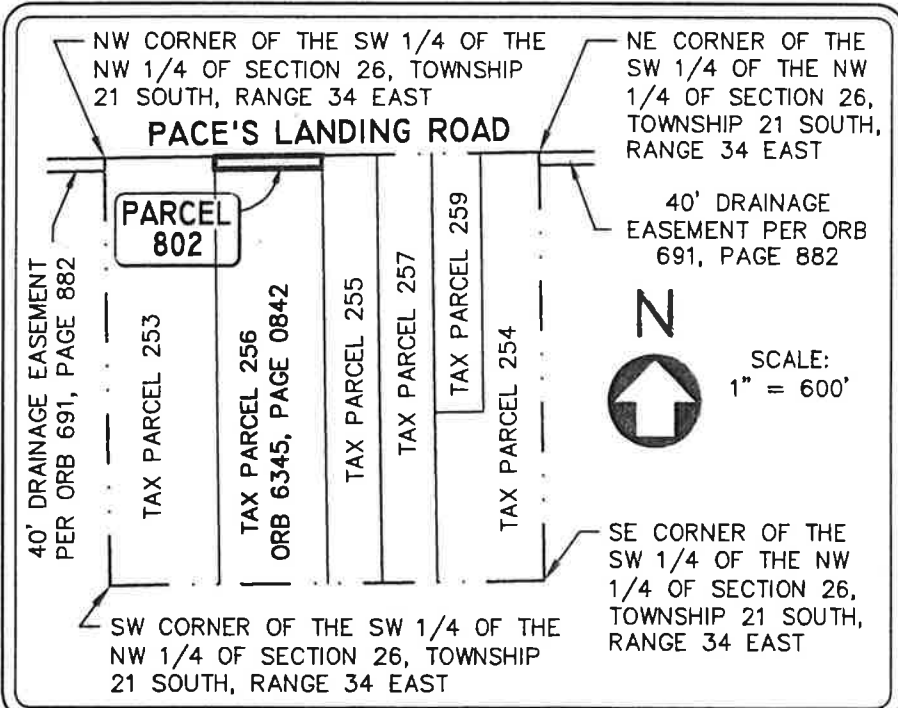 NW CORNER OF THE SW 1/4 OF THE
NW 1/4 OF SECTION 26, TOWNSHIP
21 SOUTH, RANGE 34 EAST
NE CORNER OF THE
SW 1/4 OF THE NW
1/4 OF SECTION 26,
TOWNSHIP 21 SOUTH,
RANGE 34 EAST
PACE'S LANDING ROAD
PARCEL
802
40' DRAINAGE
EASEMENT PER ORB
691, PAGE 882
40' DRAINAGE EASEMENT
PER ORB 691, PAGE 882
TAX PARCEL 253
TAX PARCEL 256
ORB 6345, PAGE 0842
TAX PARCEL 255
TAX PARCEL 257
TAX PARCEL 259
TAX PARCEL 254
N
SCALE:
1" = 600'
SE CORNER OF THE
SW 1/4 OF THE NW
1/4 OF SECTION 26,
TOWNSHIP 21 SOUTH,
RANGE 34 EAST
SW CORNER OF THE SW 1/4 OF THE
NW 1/4 OF SECTION 26, TOWNSHIP
21 SOUTH, RANGE 34 EAST